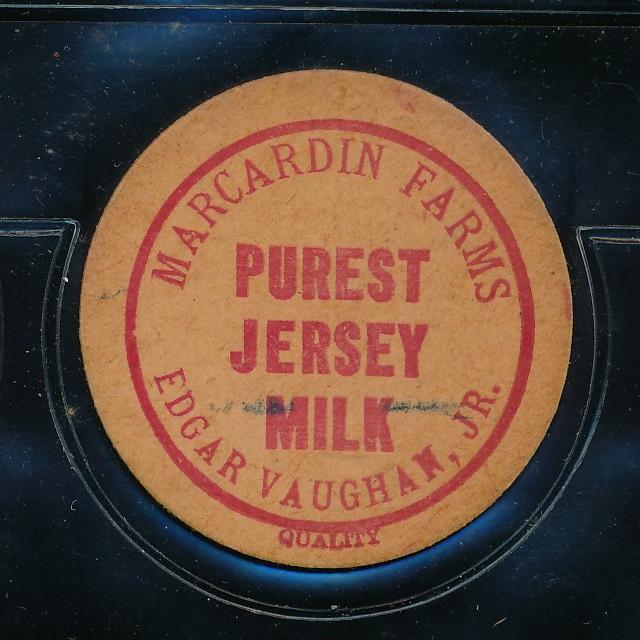 MARCARDIN FARMS
PUREST
JERSEY
MILK
EDGAR VAUGHAN, JR.
QUALITY